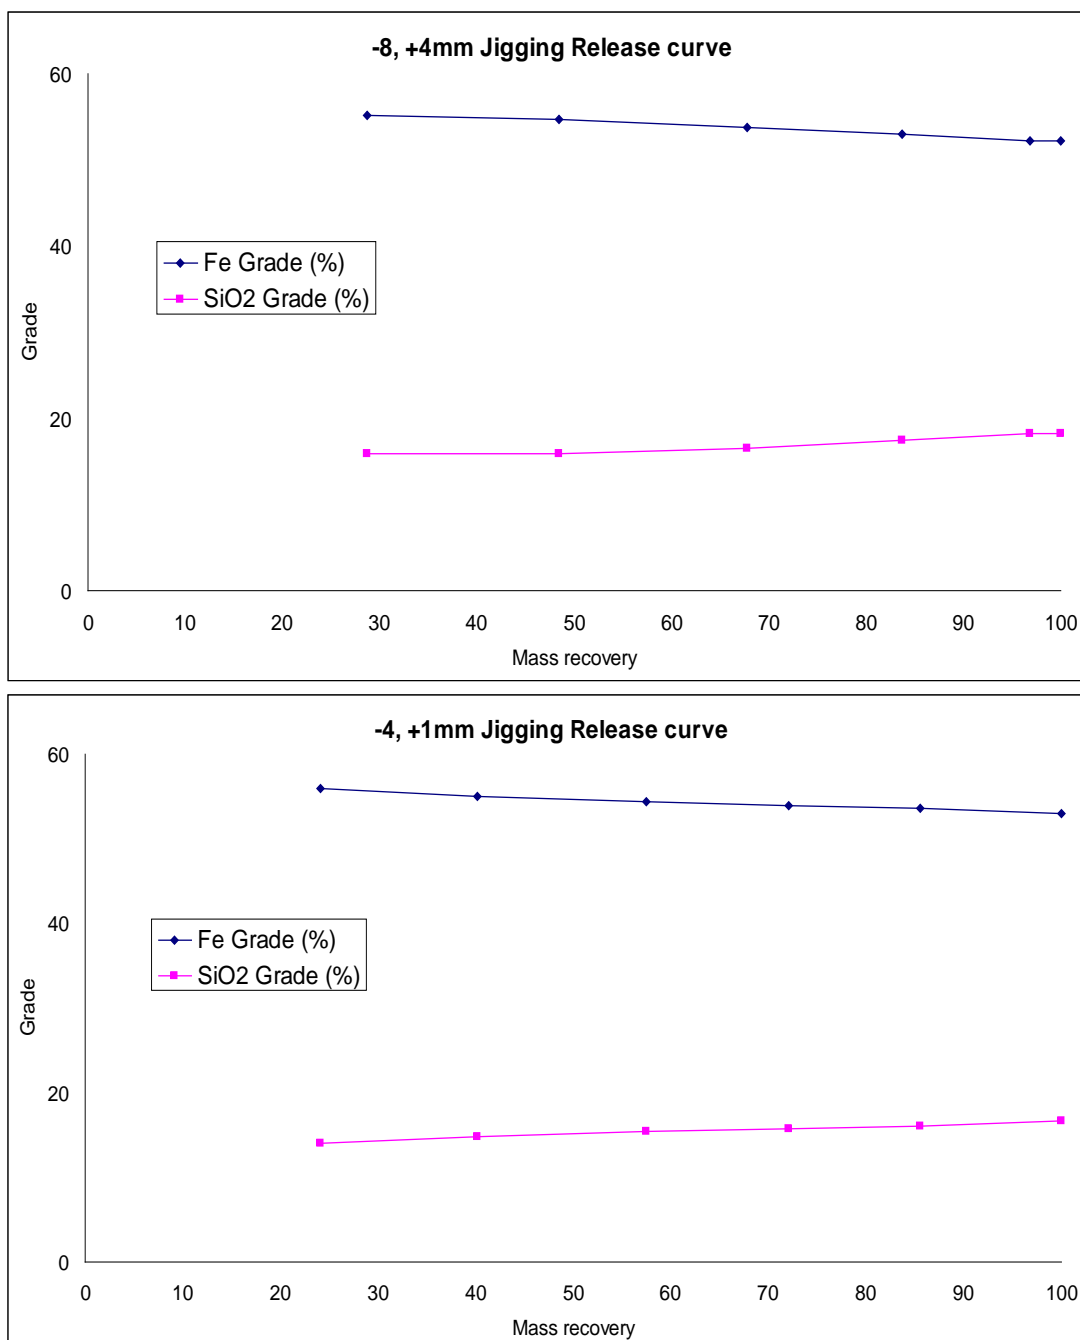 -8, +4mm Jigging Release curve
60
40
20
0
Grade
Fe Grade (%)
SiO2 Grade (%)
0 10 20 30 40 50 60 70 80 90 100
Mass recovery
-4, +1mm Jigging Release curve
60
40
20
0
Grade
Fe Grade (%)
SiO2 Grade (%)
0 10 20 30 40 50 60 70 80 90 100
Mass recovery